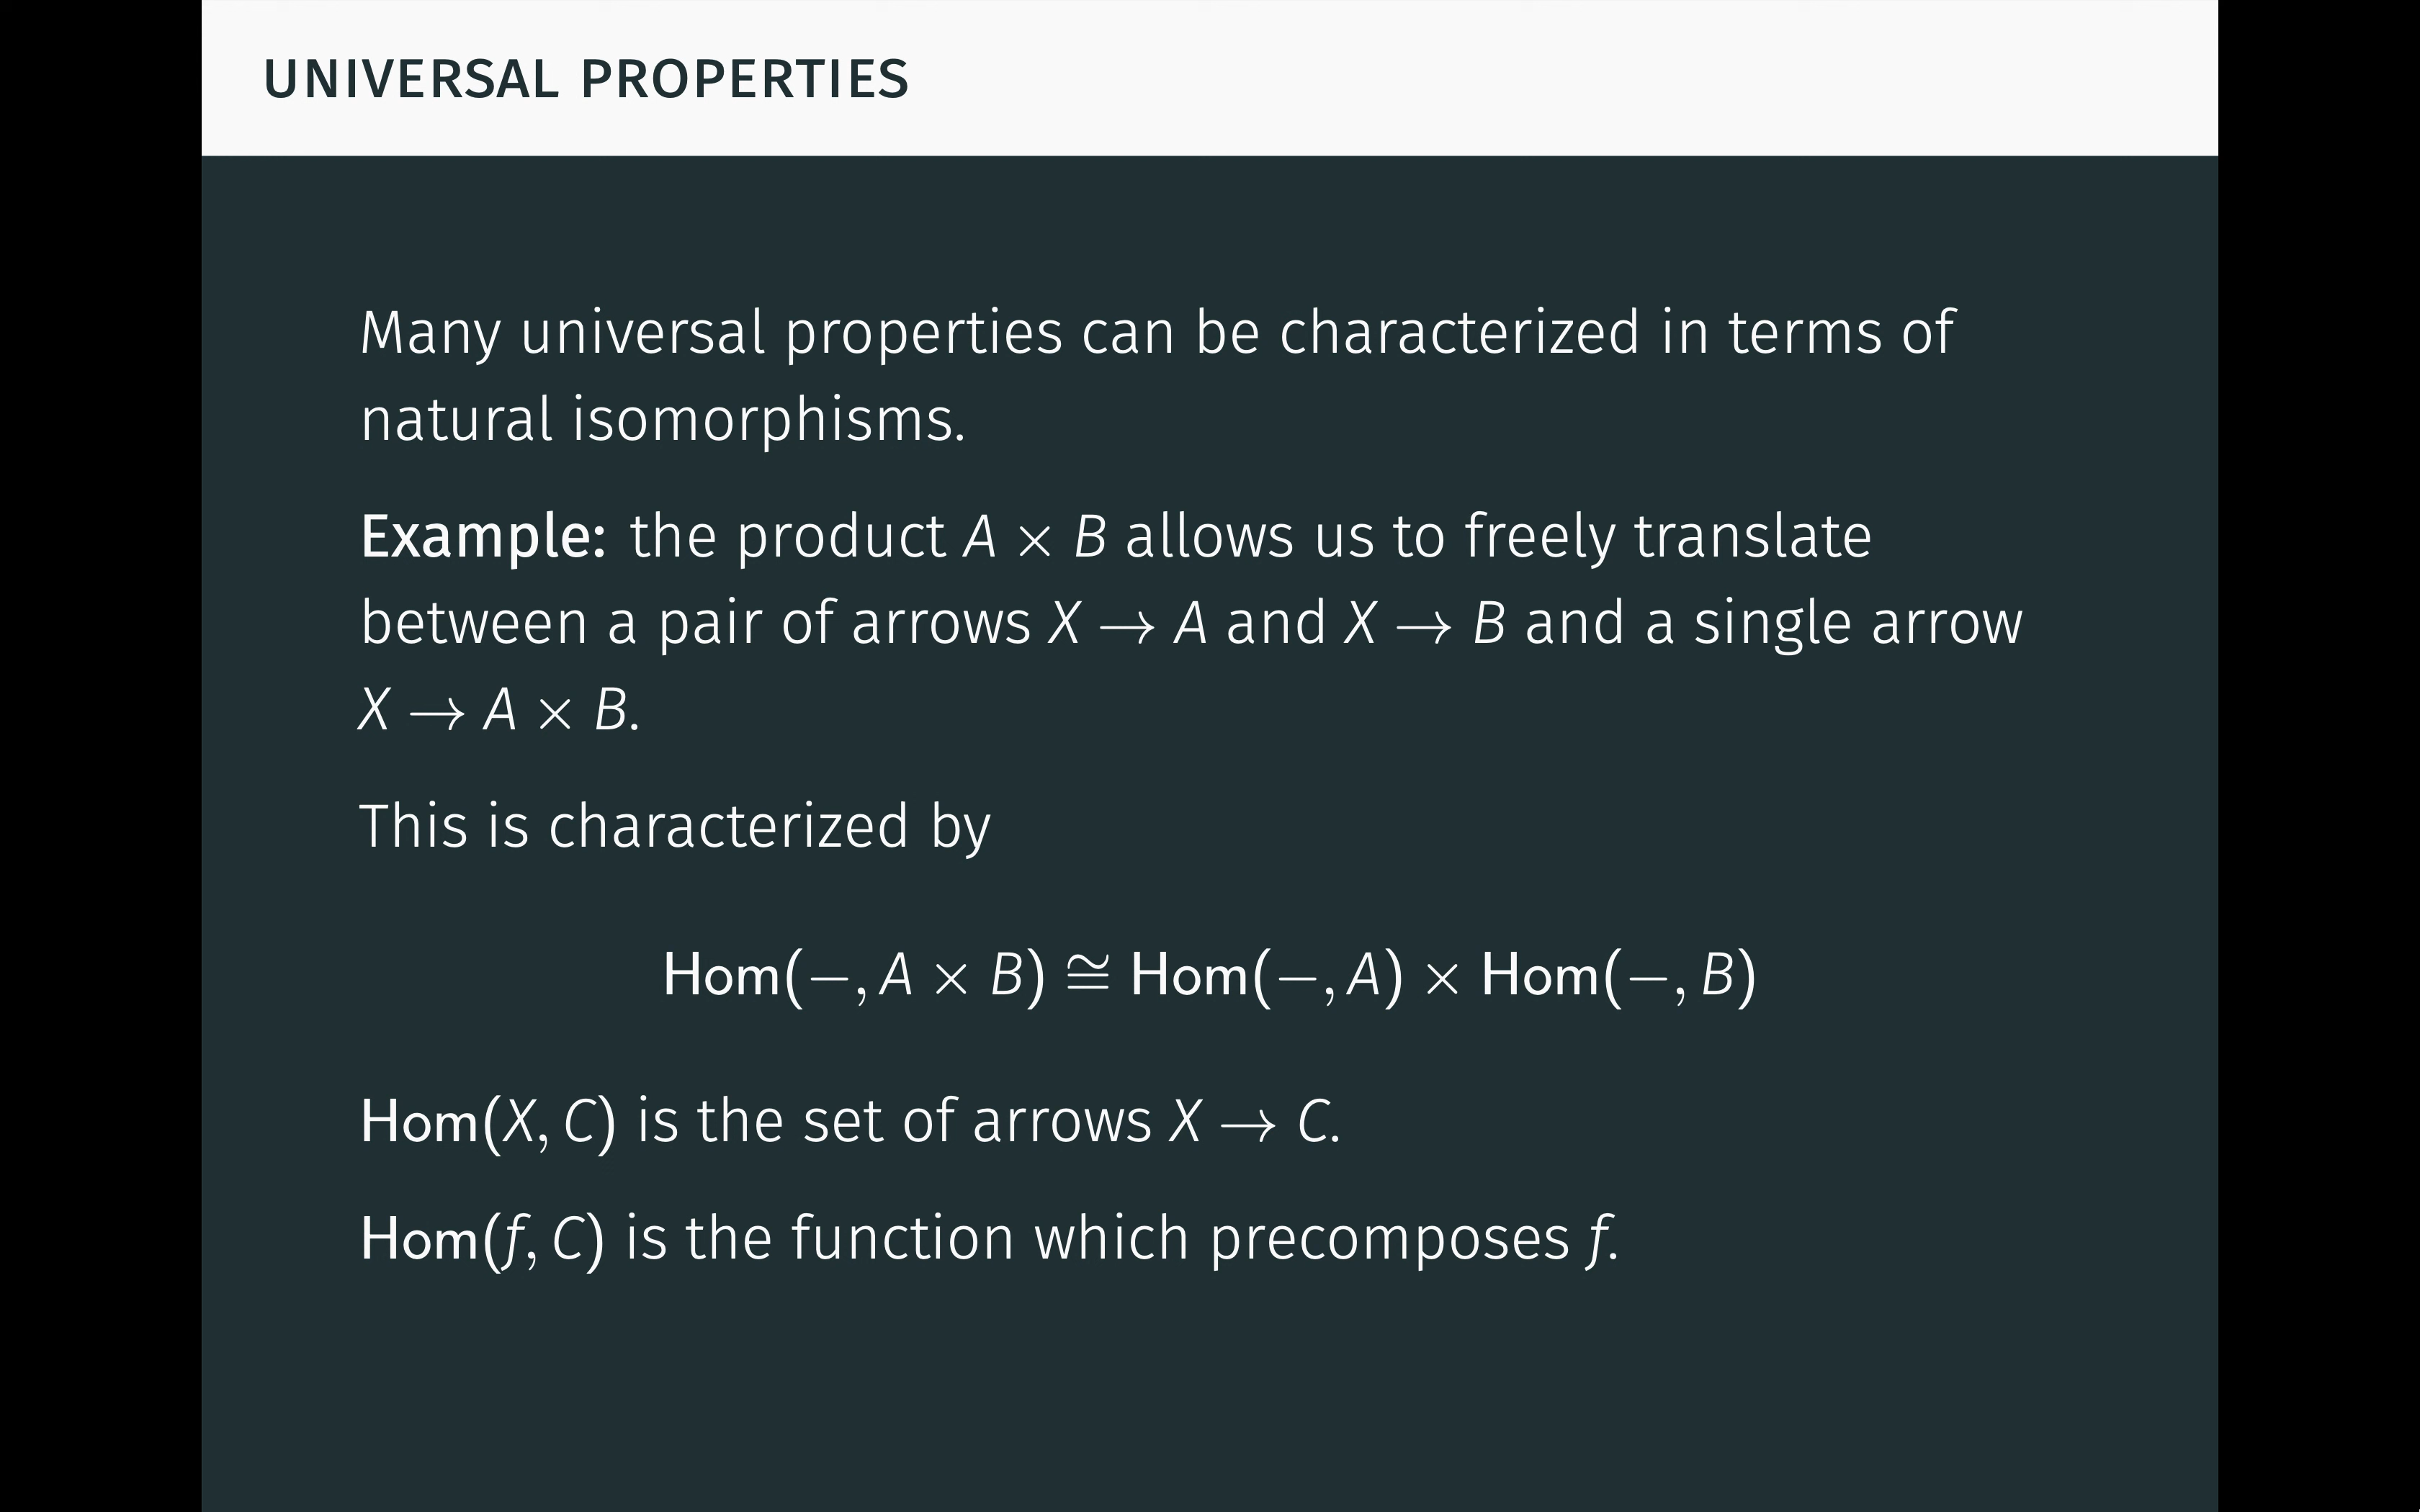 UNIVERSAL PROPERTIES
Many universal properties can be characterized in terms of
natural isomorphisms.
Example: the product A × B allows us to freely translate
between a pair of arrows X → A and X → B and a single arrow
X → A × B.
This is characterized by
Hom(−, A × B) ≅ Hom(−, A) × Hom(−, B)
Hom(X, C) is the set of arrows X → C.
Hom(f, C) is the function which precomposes f.